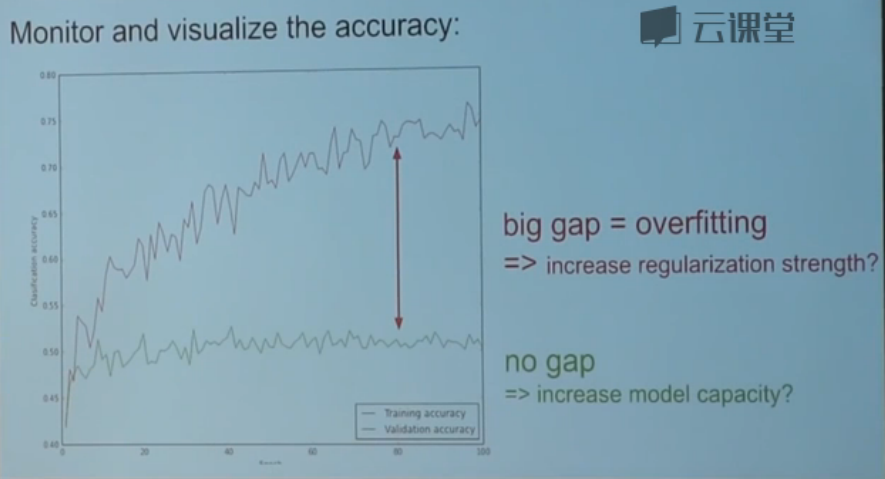 Monitor and visualize the accuracy:
云课堂
0.80
0.75
0.70
0.65
0.60
0.55
0.50
0.45
0.40
Clasification accuracy
0
20
40
60
80
100
Training accuracy
Validation accuracy
big gap = overfitting
=> increase regularization strength?
no gap
=> increase model capacity?